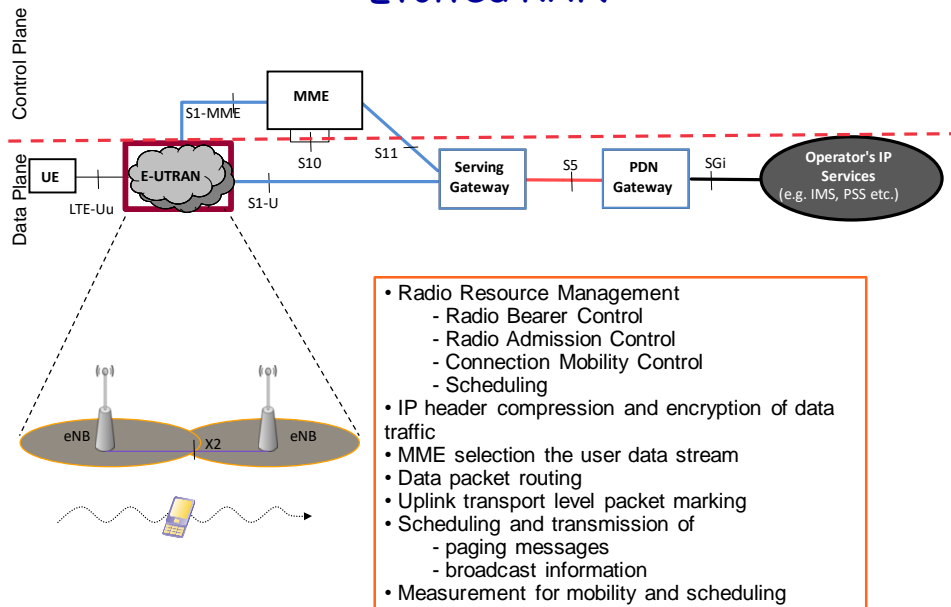 Control Plane
MME
S1-MME
S10
S11
Data Plane
UE
LTE-Uu
E-UTRAN
S1-U
Serving
Gateway
S5
PDN
Gateway
SGi
Operator's IP
Services
(e.g. IMS, PSS etc.)
eNB
X2
eNB
• Radio Resource Management
- Radio Bearer Control
- Radio Admission Control
- Connection Mobility Control
- Scheduling
• IP header compression and encryption of data
traffic
• MME selection the user data stream
• Data packet routing
• Uplink transport level packet marking
• Scheduling and transmission of
- paging messages
- broadcast information
• Measurement for mobility and scheduling